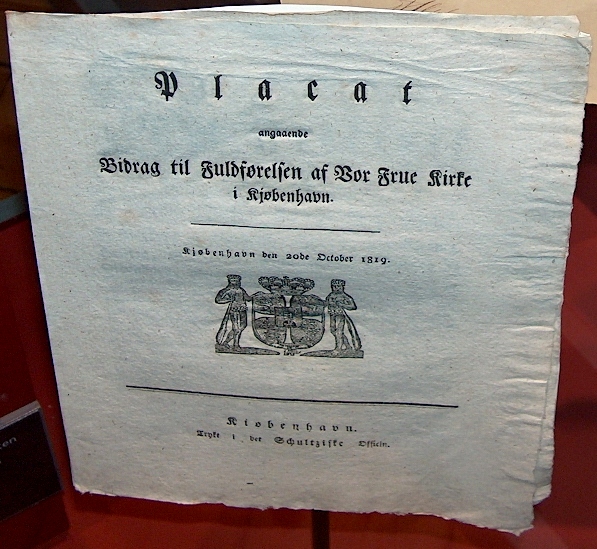 Placat
angaaende
Bidrag til Fuldførelsen af Vor Frue Kirke
i Kjøbenhavn.
Kjøbenhavn den 20de October 1819.
Kiøbenhavn.
Trykt i det Schultziske Officin.